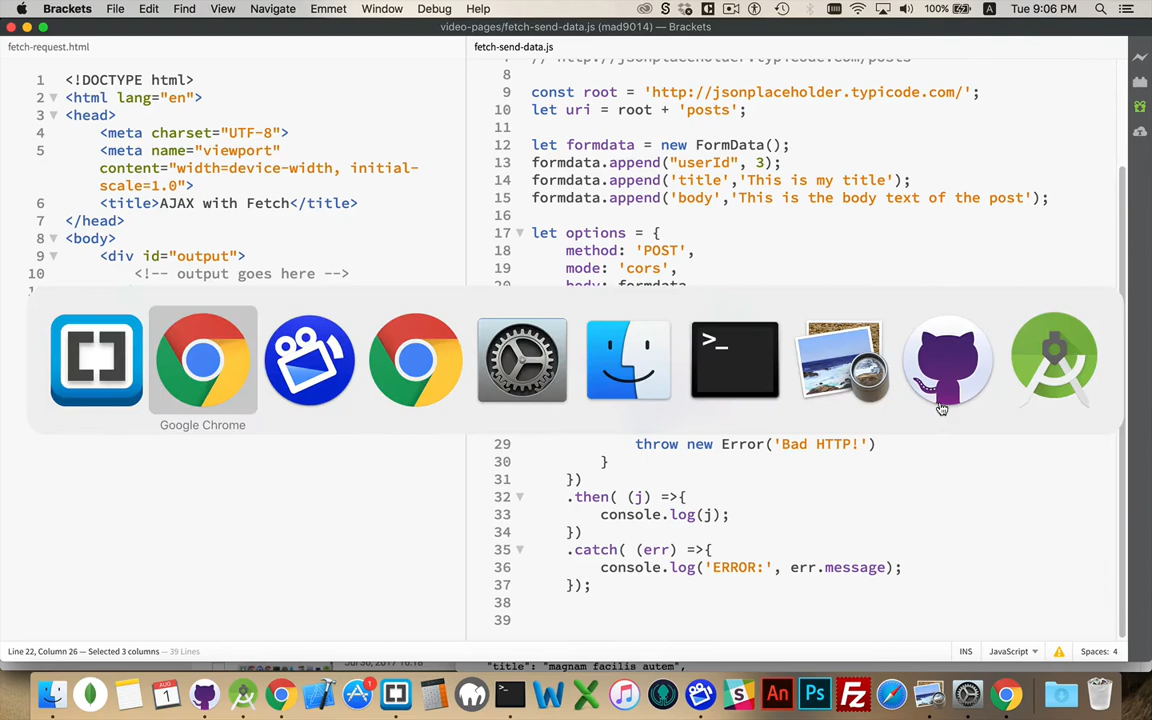 Brackets File Edit Find View Navigate Emmet Window Debug Help 100% Tue 9:06 PM
video-pages/fetch-send-data.js (mad9014) — Brackets
fetch-request.html
1 <!DOCTYPE html>
2 <html lang="en">
3 <head>
4 <meta charset="UTF-8">
5 <meta name="viewport"
content="width=device-width, initial-
scale=1.0">
6 <title>AJAX with Fetch</title>
7 </head>
8 <body>
9 <div id="output">
10 <!-- output goes here -->
fetch-send-data.js
// http://jsonplaceholder.typicode.com/posts
8
9 const root = 'http://jsonplaceholder.typicode.com/';
10 let uri = root + 'posts';
11
12 let formdata = new FormData();
13 formdata.append("userId", 3);
14 formdata.append('title','This is my title');
15 formdata.append('body','This is the body text of the post');
16
17 let options = {
18 method: 'POST',
19 mode: 'cors',
20 body: formdata
Google Chrome
29 throw new Error('Bad HTTP!')
30 }
31 })
32 .then( (j) =>{
33 console.log(j);
34 })
35 .catch( (err) =>{
36 console.log('ERROR:', err.message);
37 });
38
39
Line 22, Column 26 — Selected 3 columns — 39 Lines
INS JavaScript Spaces: 4
"title": "magnam facilis autem",